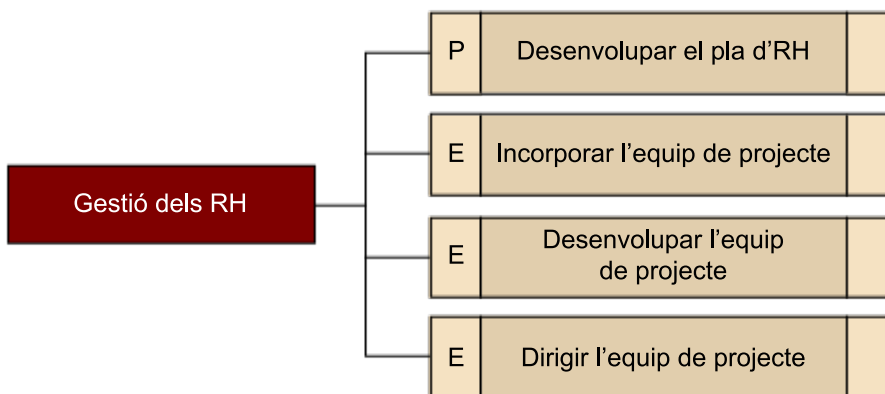 Gestió dels RH
P
Desenvolupar el pla d’RH
E
Incorporar l’equip de projecte
E
Desenvolupar l’equip
de projecte
E
Dirigir l’equip de projecte